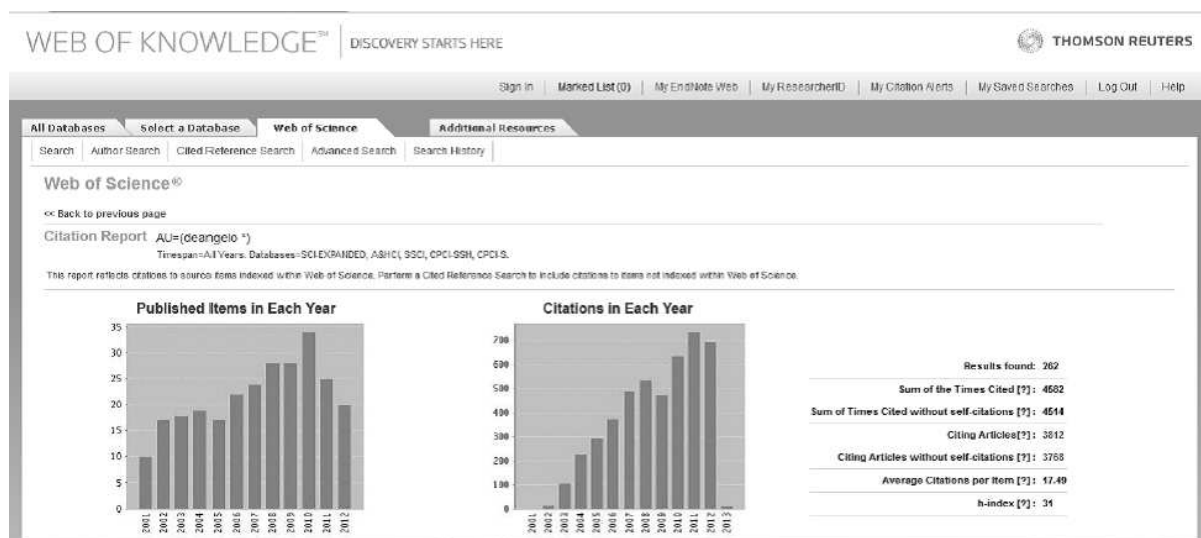 WEB OF KNOWLEDGE℠ | DISCOVERY STARTS HERE
THOMSON REUTERS
Sign In | Marked List (0) | My EndNote Web | My ResearcherID | My Citation Alerts | My Saved Searches | Log Out | Help
All Databases Select a Database Web of Science Additional Resources
Search | Author Search | Cited Reference Search | Advanced Search | Search History
Web of Science®
<< Back to previous page
Citation Report AU=(deangelo *)
Timespan=All Years. Databases=SCI-EXPANDED, A&HCI, SSCI, CPCI-SSH, CPCI-S.
This report reflects citations to source items indexed within Web of Science. Perform a Cited Reference Search to include citations to items not indexed within Web of Science.
Published Items in Each Year
35
30
25
20
15
10
5
0
2001 2002 2003 2004 2005 2006 2007 2008 2009 2010 2011 2012
Citations in Each Year
700
600
500
400
300
200
100
0
2001 2002 2003 2004 2005 2006 2007 2008 2009 2010 2011 2012 2013
Results found: 262
Sum of the Times Cited [?] : 4582
Sum of Times Cited without self-citations [?] : 4514
Citing Articles[?] : 3812
Citing Articles without self-citations [?] : 3768
Average Citations per Item [?] : 17.49
h-index [?] : 31